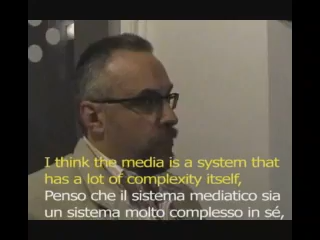 I think the media is a system that
has a lot of complexity itself,
Penso che il sistema mediatico sia
un sistema molto complesso in sé,